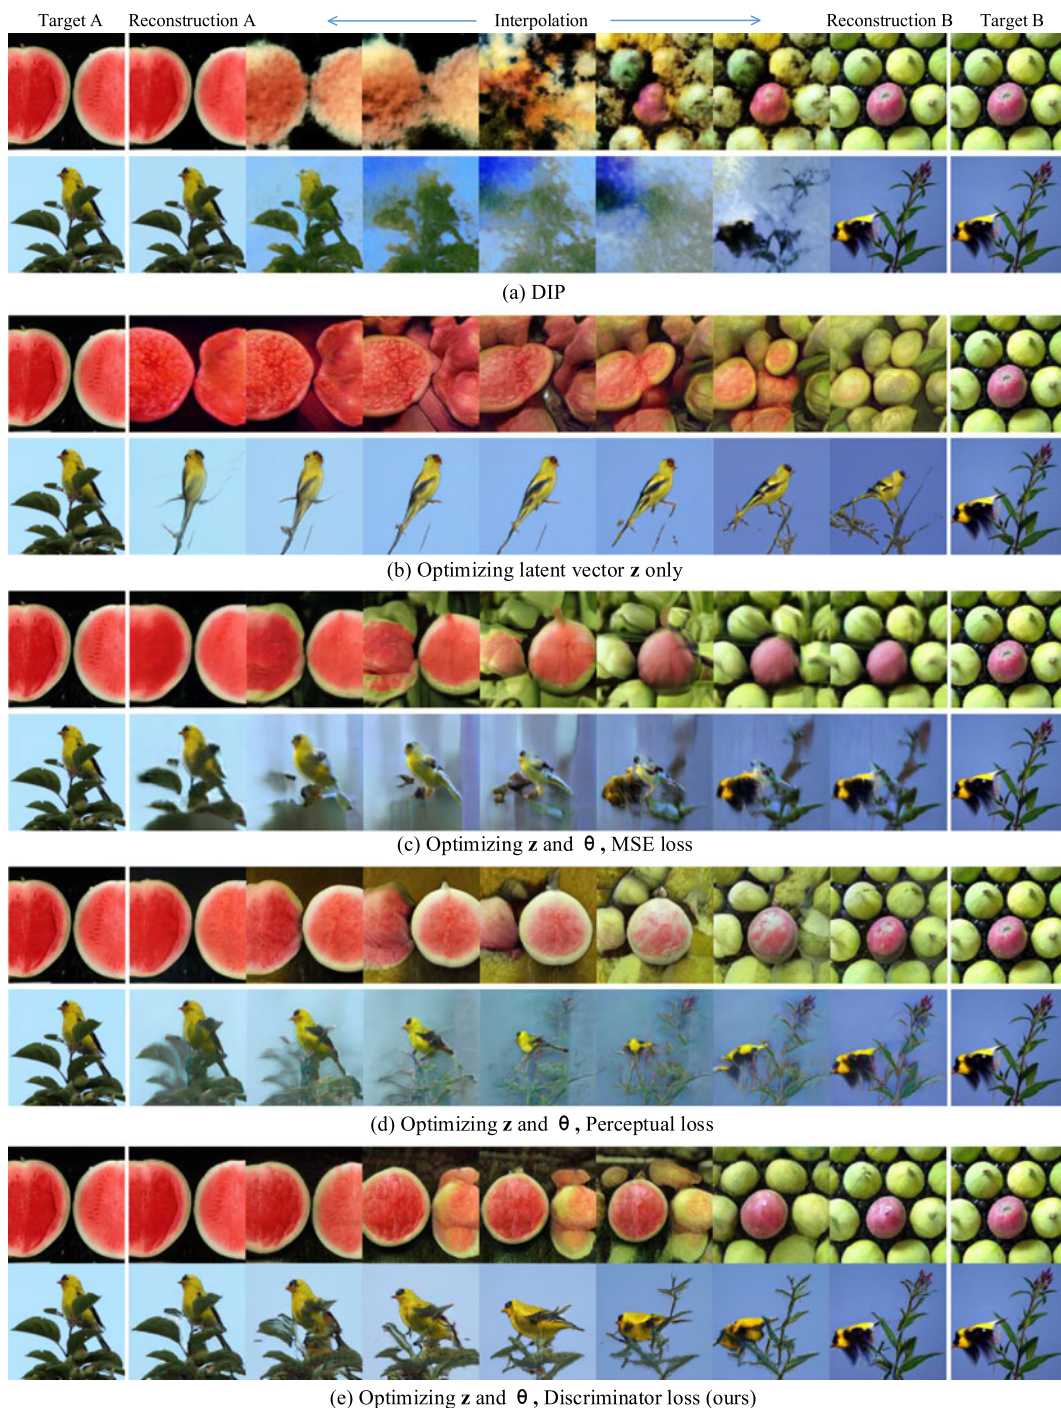 Target A Reconstruction A Interpolation Reconstruction B Target B
(a) DIP
(b) Optimizing latent vector z only
(c) Optimizing z and θ, MSE loss
(d) Optimizing z and θ, Perceptual loss
(e) Optimizing z and θ, Discriminator loss (ours)